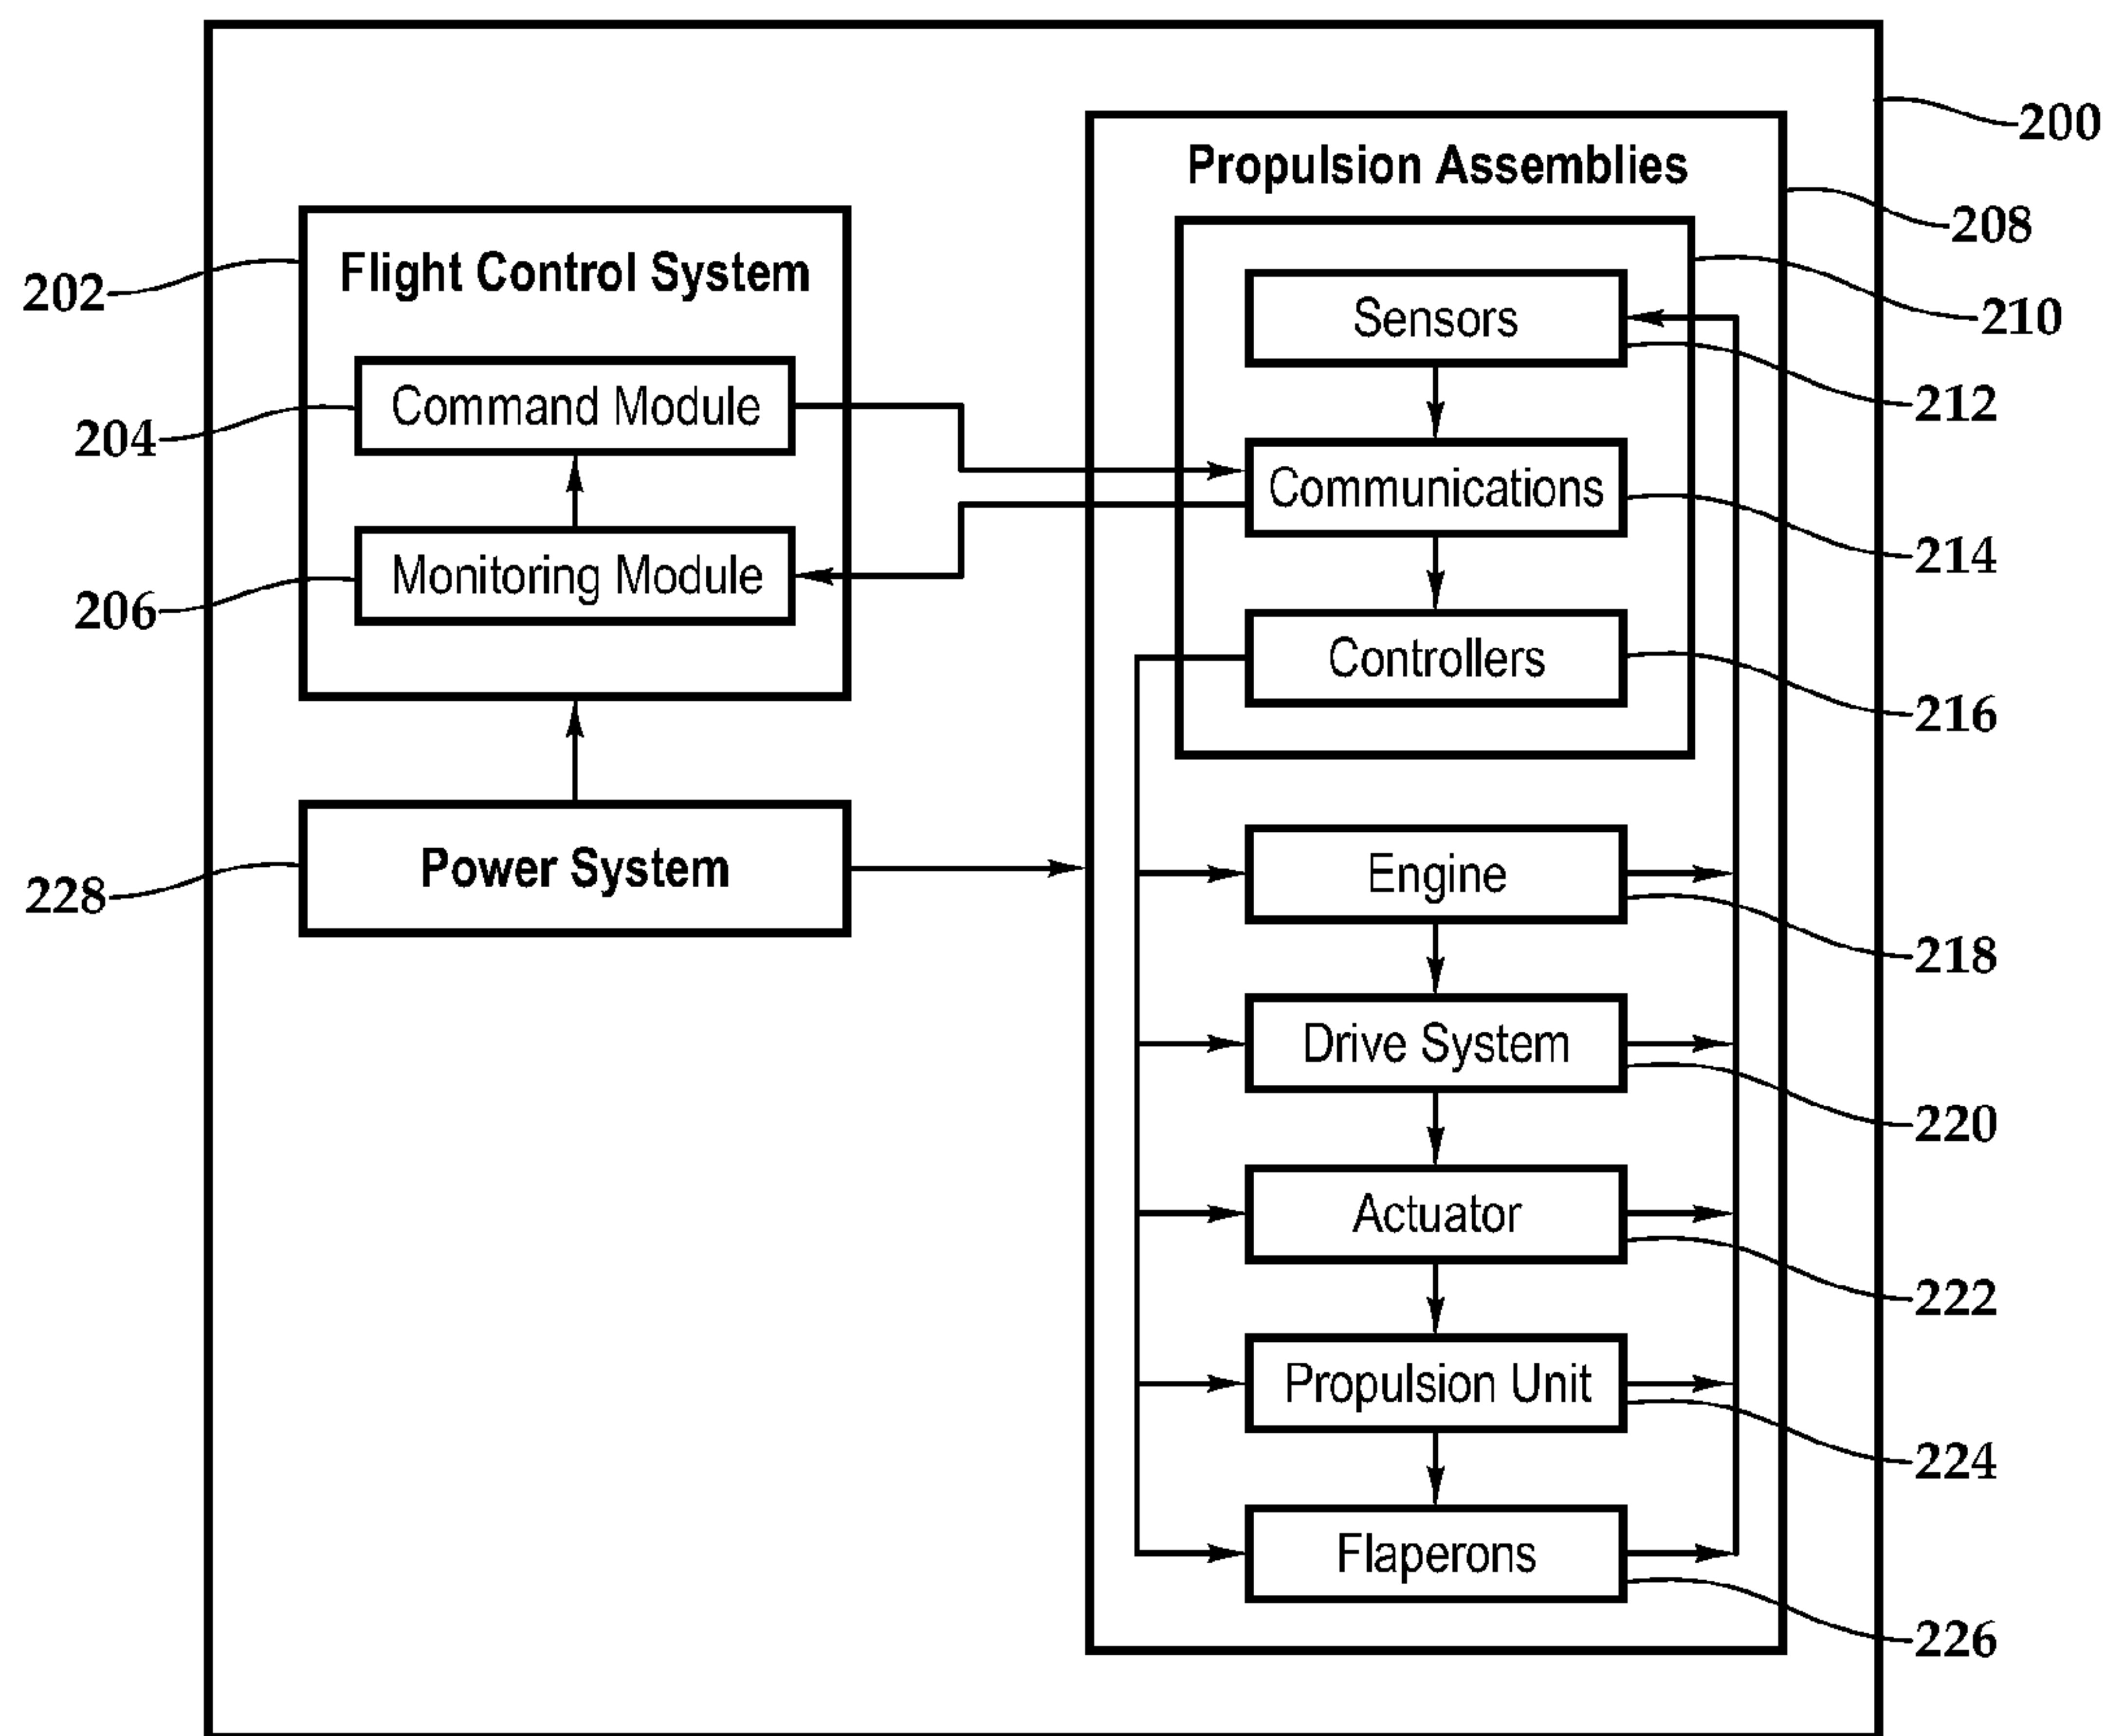 200
Propulsion Assemblies
208
Flight Control System
202
210
Sensors
212
Command Module
204
Communications
214
Monitoring Module
206
Controllers
216
Power System
228
Engine
218
Drive System
220
Actuator
222
Propulsion Unit
224
Flaperons
226